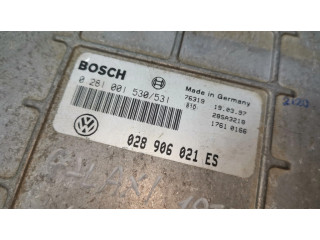 BOSCH
0 281 001 530/531
Made in Germany
76319 19.03.97
28SA3216
1761 0166
028 906 021 ES